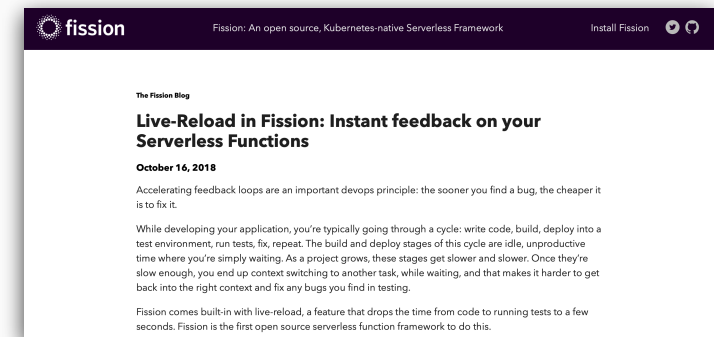 fission
Fission: An open source, Kubernetes-native Serverless Framework
Install Fission
The Fission Blog
Live-Reload in Fission: Instant feedback on your
Serverless Functions
October 16, 2018
Accelerating feedback loops are an important devops principle: the sooner you find a bug, the cheaper it
is to fix it.
While developing your application, you’re typically going through a cycle: write code, build, deploy into a
test environment, run tests, fix, repeat. The build and deploy stages of this cycle are idle, unproductive
time where you’re simply waiting. As a project grows, these stages get slower and slower. Once they’re
slow enough, you end up context switching to another task, while waiting, and that makes it harder to get
back into the right context and fix any bugs you find in testing.
Fission comes built-in with live-reload, a feature that drops the time from code to running tests to a few
seconds. Fission is the first open source serverless function framework to do this.